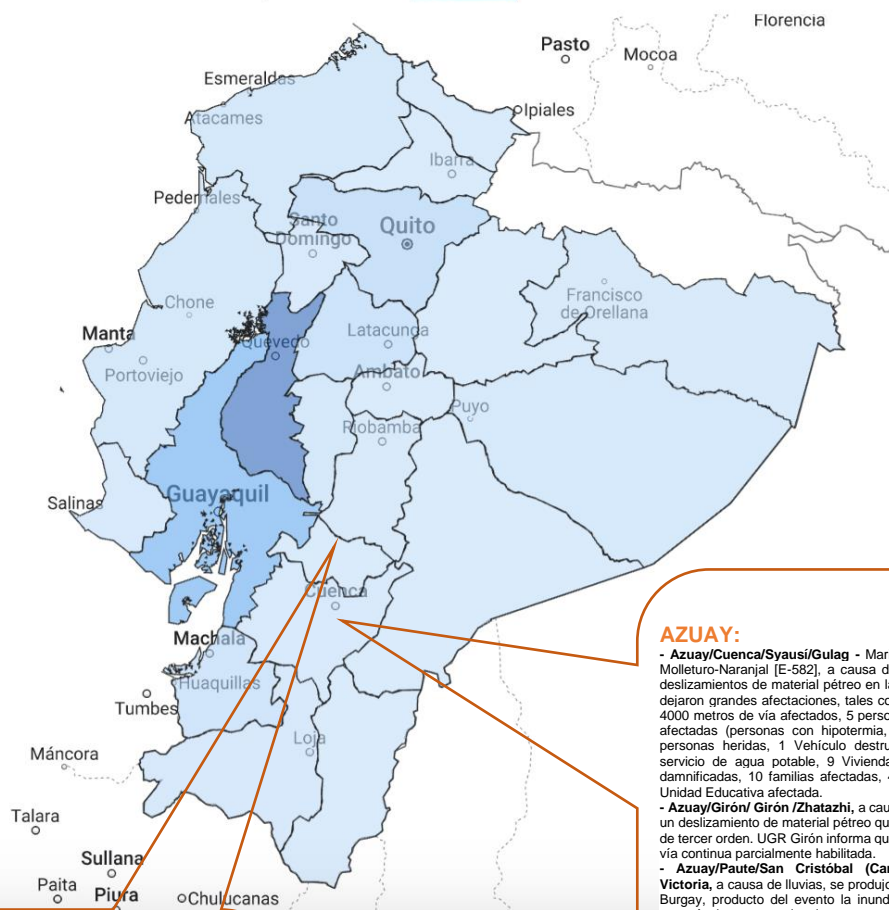 Florencia
Pasto
Mocoa
Esmeraldas
Atacames
Ipiales
Ibarra
Pedernales
Santo
Domingo
Quito
Chone
Francisco
de Orellana
Manta
Quevedo
Latacunga
Portoviejo
Ambato
Puyo
Riobamba
Salinas
Guayaquil
Cuenca
Machala
Huaquillas
Tumbes
Loja
Máncora
Talara
Sullana
Paita
Piura
Chulucanas
AZUAY:
- Azuay/Cuenca/Syausí/Gulag - Mar
Molleturo-Naranjal [E-582], a causa d
deslizamientos de material pétreo en l
dejaron grandes afectaciones, tales co
4000 metros de vía afectados, 5 perso
afectadas (personas con hipotermia,
personas heridas, 1 Vehículo destru
servicio de agua potable, 9 Vivienda
damnificadas, 10 familias afectadas,
Unidad Educativa afectada.
- Azuay/Girón/ Girón /Zhatazhi, a cau
un deslizamiento de material pétreo qu
de tercer orden. UGR Girón informa qu
vía continua parcialmente habilitada.
- Azuay/Paute/San Cristóbal (Car
Victoria, a causa de lluvias, se produjo
Burgay, producto del evento la inund